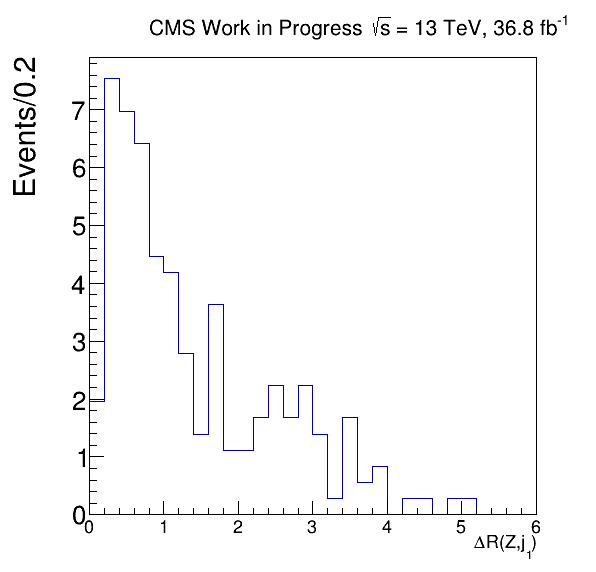 CMS Work in Progress √s = 13 TeV, 36.8 fb⁻¹
Events/0.2
7
6
5
4
3
2
1
0
0 1 2 3 4 5 6
ΔR(Z,j₁)